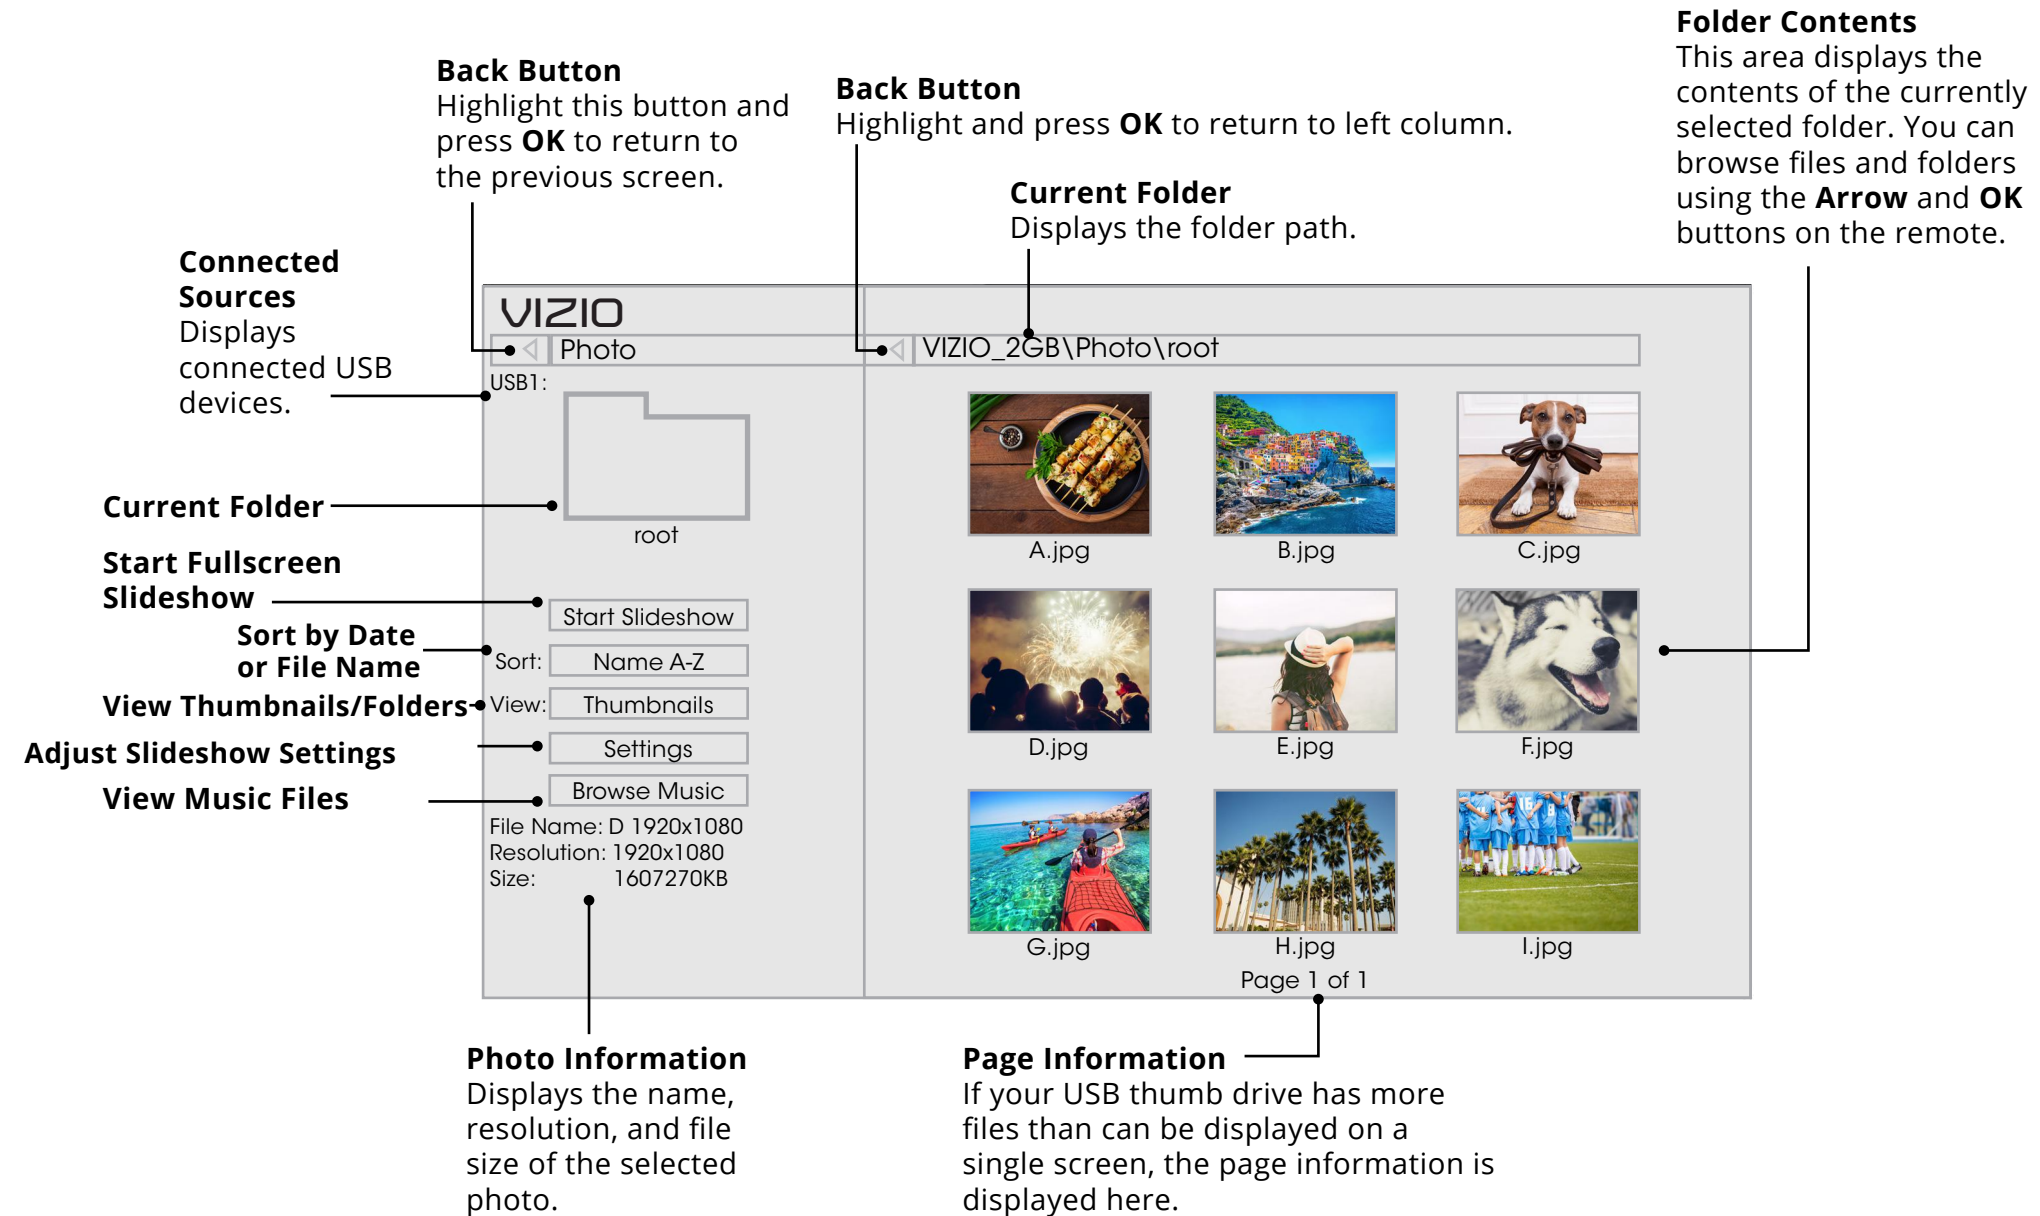 Folder Contents
This area displays the
contents of the currently
selected folder. You can
browse files and folders
using the Arrow and OK
buttons on the remote.
Back Button
Highlight this button and
press OK to return to
the previous screen.
Back Button
Highlight and press OK to return to left column.
Current Folder
Displays the folder path.
Connected
Sources
Displays
connected USB
devices.
Current Folder
Start Fullscreen
Slideshow
Sort by Date
or File Name
View Thumbnails/Folders
Adjust Slideshow Settings
View Music Files
VIZIO
Photo
USB1:
root
Start Slideshow
Sort: Name A-Z
View: Thumbnails
Settings
Browse Music
File Name: D 1920x1080
Resolution: 1920x1080
Size: 1607270KB
VIZIO_2GB\Photo\root
A.jpg B.jpg C.jpg
D.jpg E.jpg F.jpg
G.jpg H.jpg I.jpg
Page 1 of 1
Photo Information
Displays the name,
resolution, and file
size of the selected
photo.
Page Information
If your USB thumb drive has more
files than can be displayed on a
single screen, the page information is
displayed here.